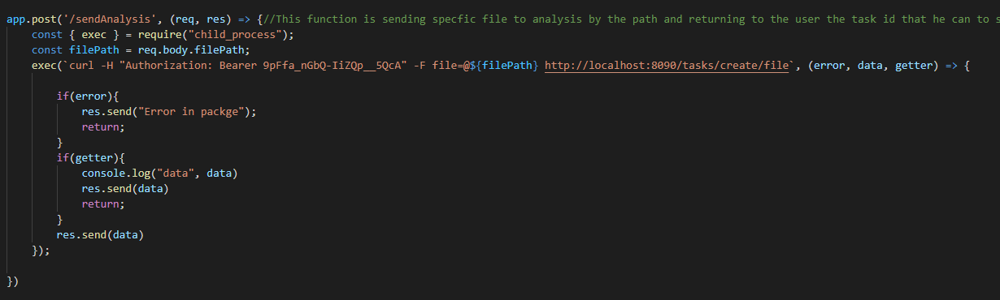 app.post('/sendAnalysis', (req, res) => {//This function is sending specfic file to analysis by the path and returning to the user the task id that he can to s
const { exec } = require("child_process");
const filePath = req.body.filePath;
exec(`curl -H "Authorization: Bearer 9pFfa_nGbQ-IiZQp__5QcA" -F file=@${filePath} http://localhost:8090/tasks/create/file`, (error, data, getter) => {
if(error){
res.send("Error in packge");
return;
}
if(getter){
console.log("data", data)
res.send(data)
return;
}
res.send(data)
});
})